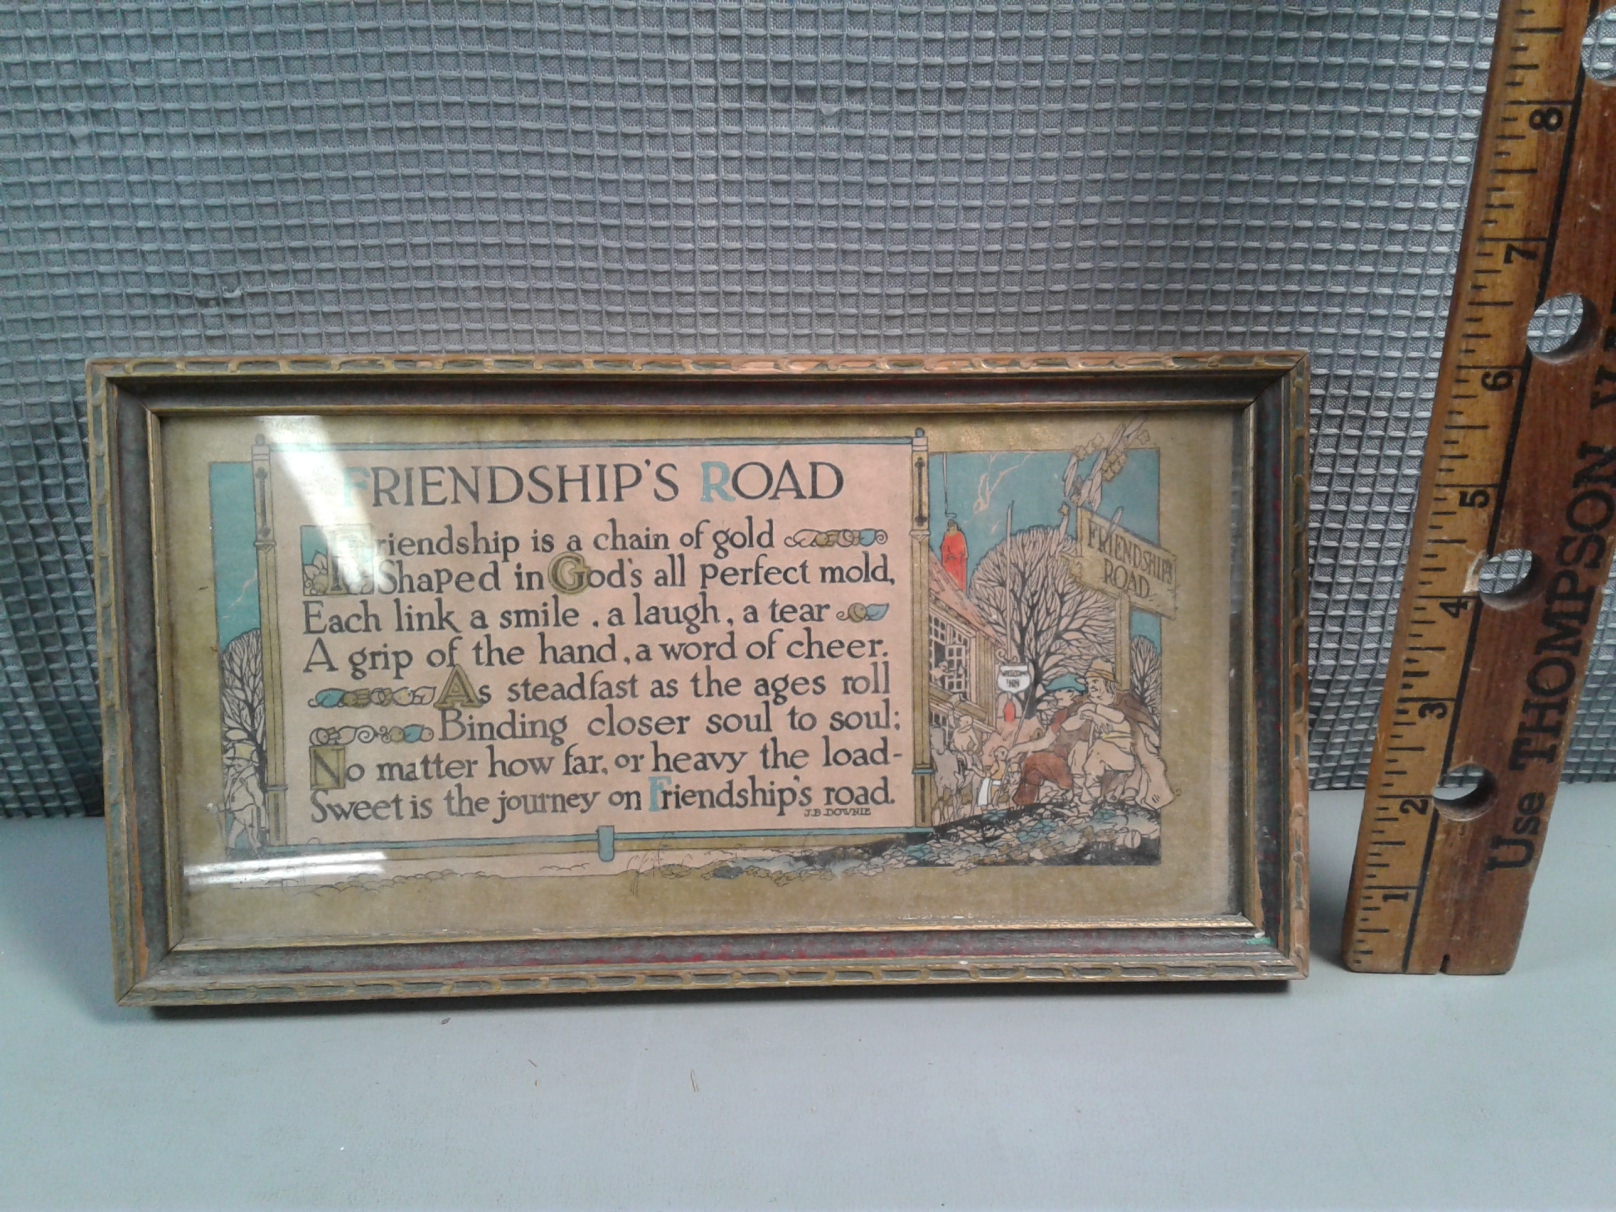 FRIENDSHIP'S ROAD
Friendship is a chain of gold
Shaped in God's all perfect mold,
Each link a smile, a laugh, a tear
A grip of the hand, a word of cheer.
As steadfast as the ages roll
Binding closer soul to soul;
No matter how far, or heavy the load-
Sweet is the journey on Friendship's road.
J.B DOWNIE
FRIENDSHIP'S
ROAD
WELCOME
INN
8
7
6
5
4
3
2
1
Use THOMPSON